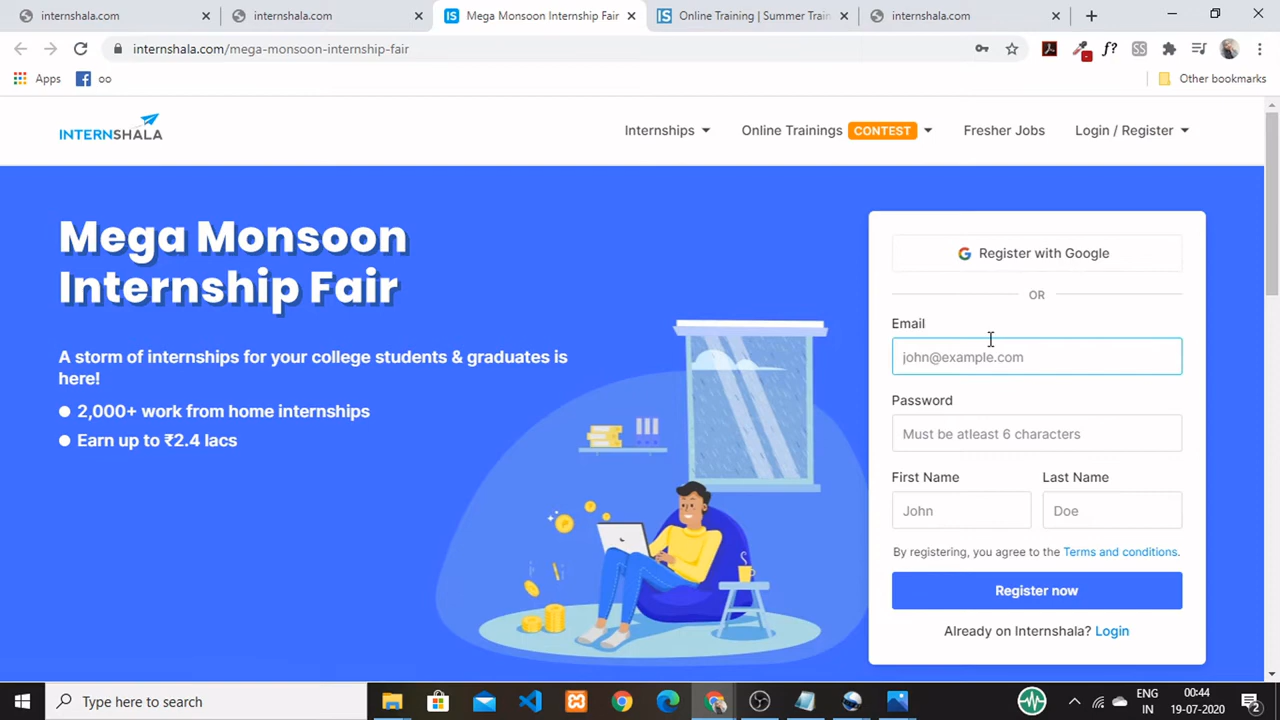 internshala.com
internshala.com
Mega Monsoon Internship Fair
Online Training | Summer Train
internshala.com
internshala.com/mega-monsoon-internship-fair
f?
Apps
oo
Other bookmarks
INTERNSHALA
Internships
Online Trainings CONTEST
Fresher Jobs
Login / Register
Mega Monsoon
Internship Fair
A storm of internships for your college students & graduates is
here!
2,000+ work from home internships
Earn up to ₹2.4 lacs
Register with Google
OR
Email
john@example.com
Password
Must be atleast 6 characters
First Name
Last Name
John
Doe
By registering, you agree to the Terms and conditions.
Register now
Already on Internshala? Login
Type here to search
ENG
IN
00:44
19-07-2020
2